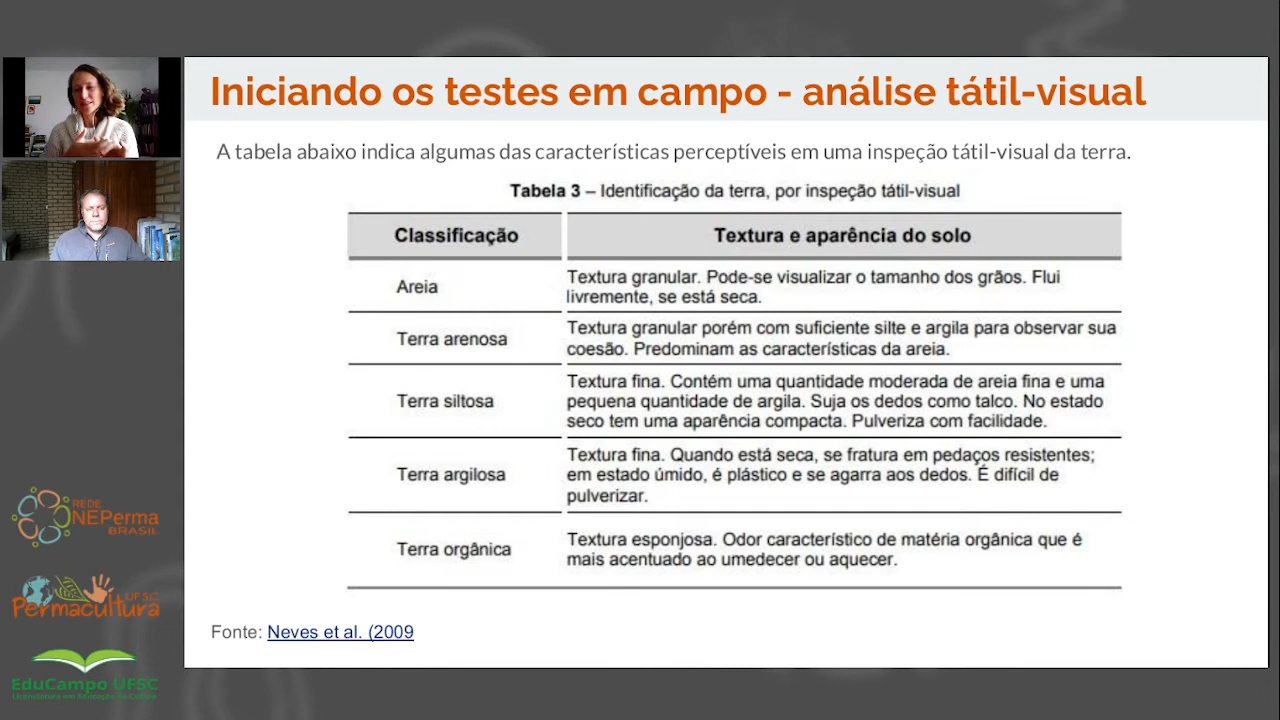 Iniciando os testes em campo - análise tátil-visual
A tabela abaixo indica algumas das características perceptíveis em uma inspeção tátil-visual da terra.
Tabela 3 – Identificação da terra, por inspeção tátil-visual
Classificação
Textura e aparência do solo
Areia
Textura granular. Pode-se visualizar o tamanho dos grãos. Flui
livremente, se está seca.
Terra arenosa
Textura granular porém com suficiente silte e argila para observar sua
coesão. Predominam as características da areia.
Terra siltosa
Textura fina. Contém uma quantidade moderada de areia fina e uma
pequena quantidade de argila. Suja os dedos como talco. No estado
seco tem uma aparência compacta. Pulveriza com facilidade.
Terra argilosa
Textura fina. Quando está seca, se fratura em pedaços resistentes;
em estado úmido, é plástico e se agarra aos dedos. É difícil de
pulverizar.
Terra orgânica
Textura esponjosa. Odor característico de matéria orgânica que é
mais acentuado ao umedecer ou aquecer.
Fonte: Neves et al. (2009
REDE
NEPerma
BRASIL
UFSC
Permacultura
EduCampo UFSC
Licenciatura em Educação do Campo